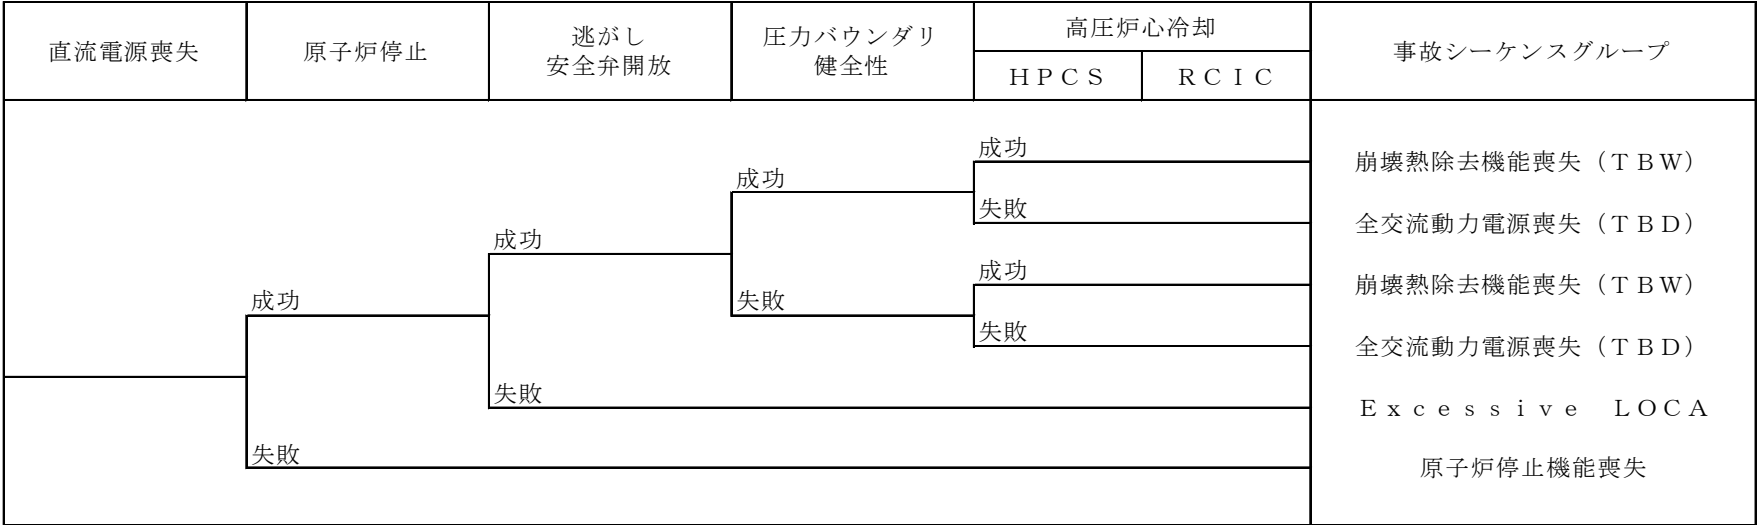 直流電源喪失
原子炉停止
逃がし
安全弁開放
圧力バウンダリ
健全性
高圧炉心冷却
ＨＰＣＳ
ＲＣＩＣ
事故シーケンスグループ
成功
崩壊熱除去機能喪失（ＴＢＷ）
成功
失敗
全交流動力電源喪失（ＴＢＤ）
成功
成功
崩壊熱除去機能喪失（ＴＢＷ）
成功
失敗
失敗
全交流動力電源喪失（ＴＢＤ）
失敗
Ｅｘｃｅｓｓｉｖｅ　ＬＯＣＡ
失敗
原子炉停止機能喪失